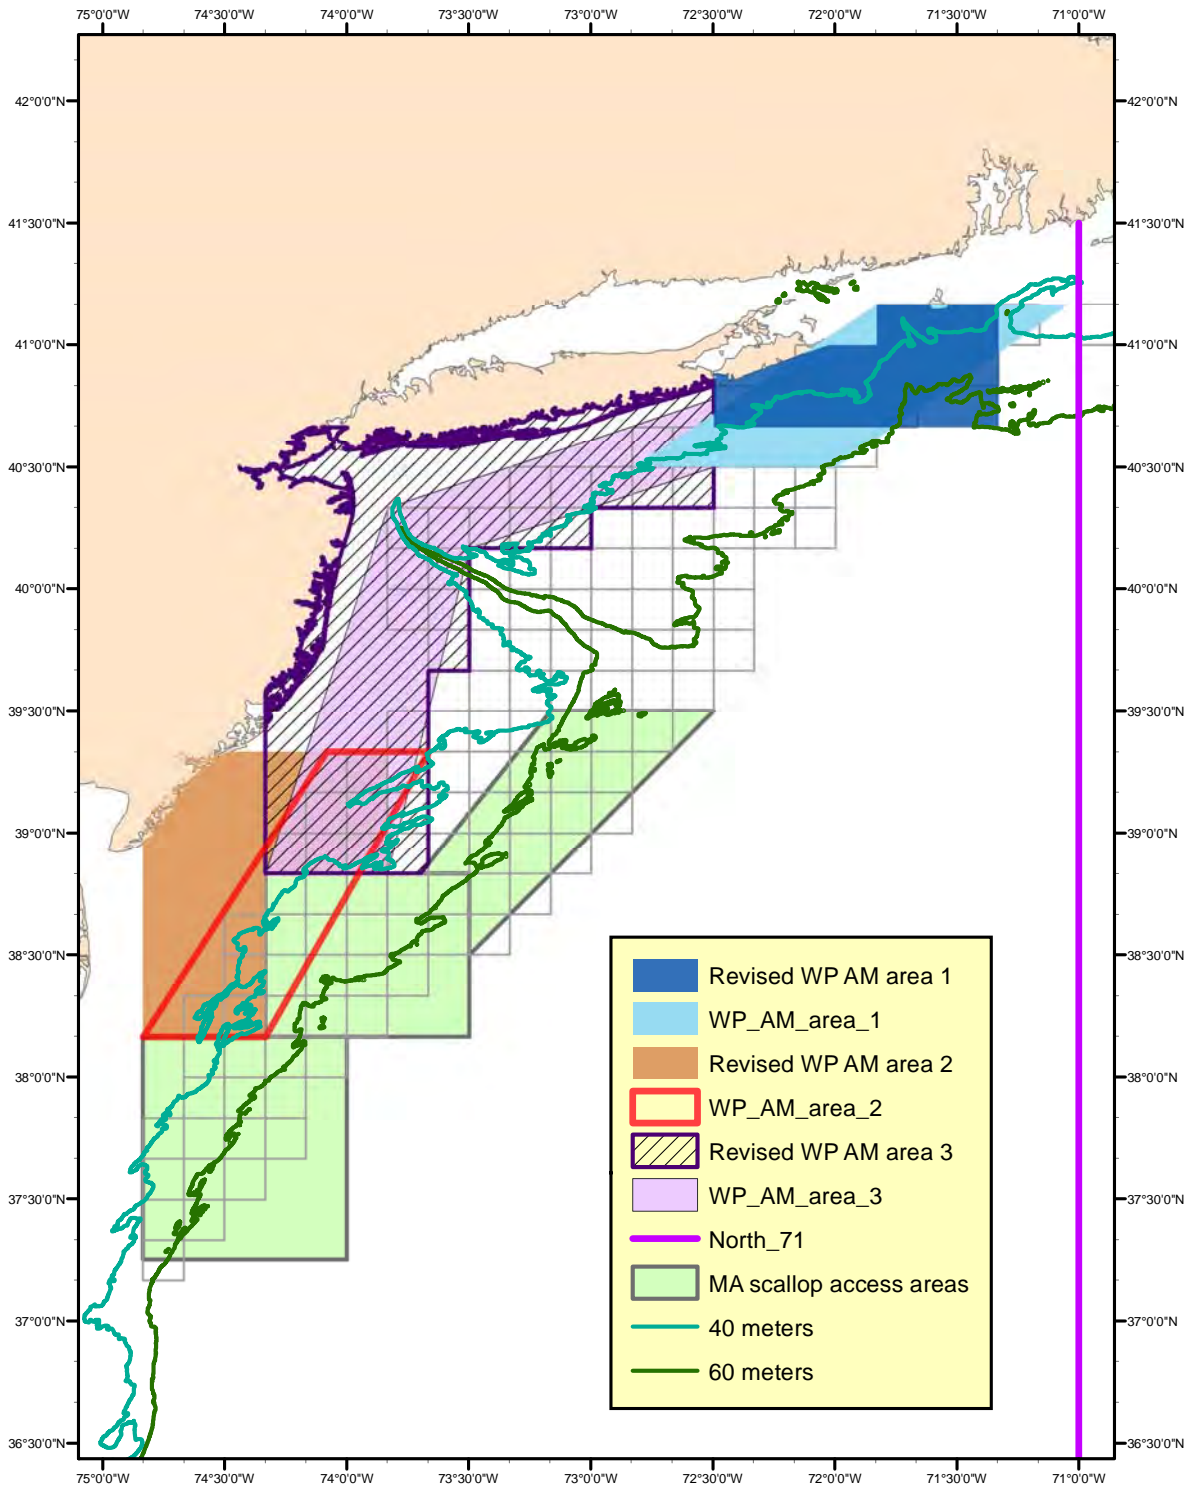 75°0'0"W 74°30'0"W 74°0'0"W 73°30'0"W 73°0'0"W 72°30'0"W 72°0'0"W 71°30'0"W 71°0'0"W
42°0'0"N 42°0'0"N
41°30'0"N 41°30'0"N
41°0'0"N 41°0'0"N
40°30'0"N 40°30'0"N
40°0'0"N 40°0'0"N
39°30'0"N 39°30'0"N
39°0'0"N 39°0'0"N
38°30'0"N 38°30'0"N
38°0'0"N 38°0'0"N
37°30'0"N 37°30'0"N
37°0'0"N 37°0'0"N
36°30'0"N 36°30'0"N
Revised WP AM area 1
WP_AM_area_1
Revised WP AM area 2
WP_AM_area_2
Revised WP AM area 3
WP_AM_area_3
North_71
MA scallop access areas
40 meters
60 meters
75°0'0"W 74°30'0"W 74°0'0"W 73°30'0"W 73°0'0"W 72°30'0"W 72°0'0"W 71°30'0"W 71°0'0"W